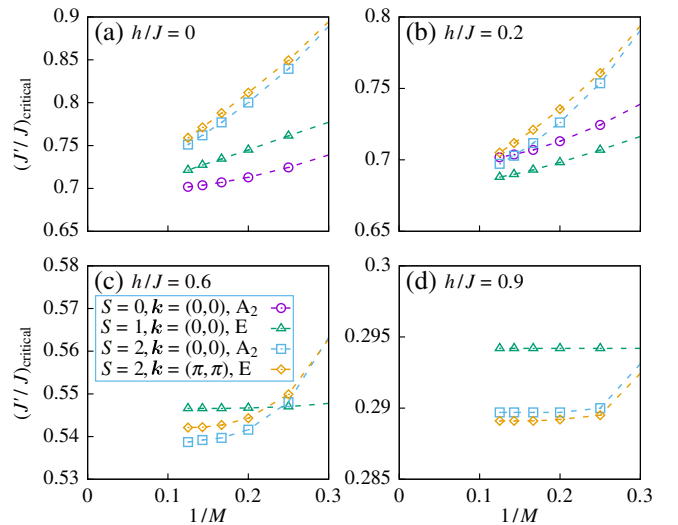 (a) h/J = 0
(b) h/J = 0.2
0.9
0.85
0.8
0.75
0.7
0.65
0.8
0.75
0.7
0.65
(J'/J)critical
(c) h/J = 0.6
(d) h/J = 0.9
S = 0, k = (0,0), A2
S = 1, k = (0,0), E
S = 2, k = (0,0), A2
S = 2, k = (π,π), E
0.58
0.57
0.56
0.55
0.54
0.53
0.3
0.295
0.29
0.285
(J'/J)critical
0 0.1 0.2 0.3
0 0.1 0.2 0.3
1/M
1/M